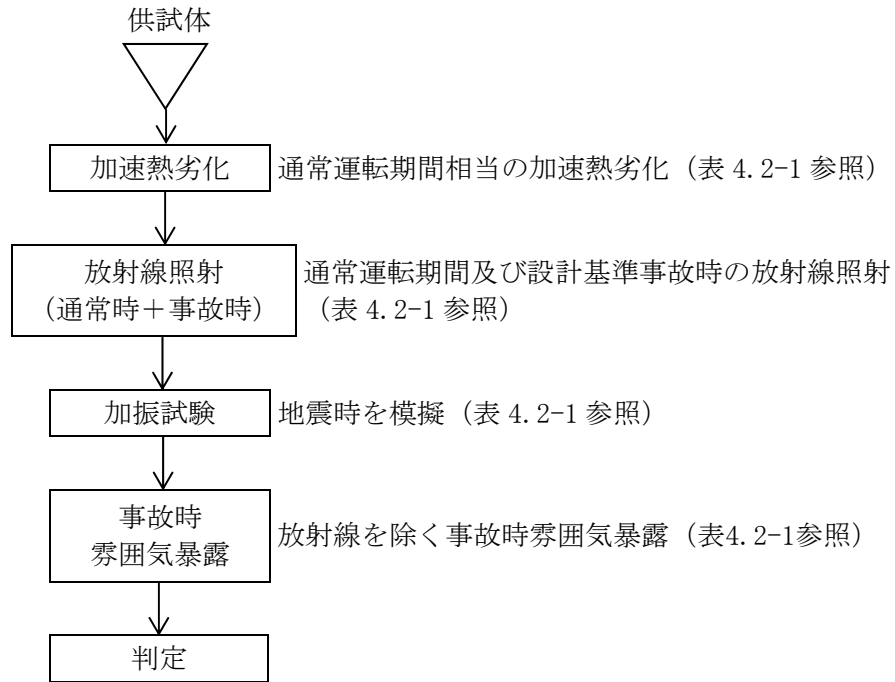 供試体
加速熱劣化 通常運転期間相当の加速熱劣化（表 4.2-1 参照）
放射線照射
（通常時＋事故時）
通常運転期間及び設計基準事故時の放射線照射
（表 4.2-1 参照）
加振試験 地震時を模擬（表 4.2-1 参照）
事故時
雰囲気暴露
放射線を除く事故時雰囲気暴露（表4.2-1参照）
判定